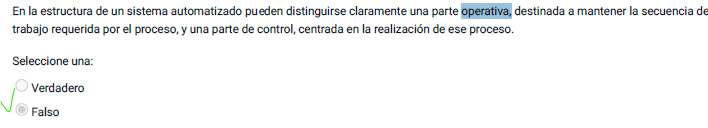 En la estructura de un sistema automatizado pueden distinguirse claramente una parte operativa, destinada a mantener la secuencia de
trabajo requerida por el proceso, y una parte de control, centrada en la realización de ese proceso.
Seleccione una:
Verdadero
Falso